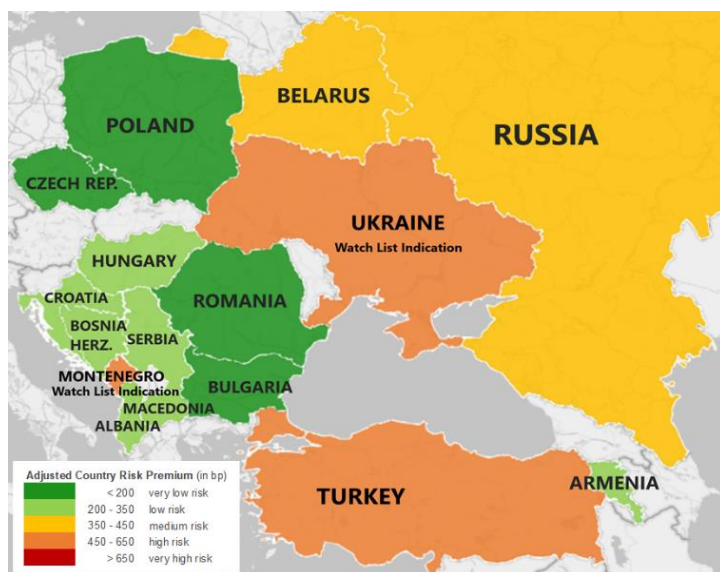 BELARUS
POLAND
RUSSIA
CZECH REP.
UKRAINE
Watch List Indication
HUNGARY
ROMANIA
CROATIA
BOSNIA
HERZ.
SERBIA
MONTENEGRO
Watch List Indication
BULGARIA
MACEDONIA
ALBANIA
TURKEY
ARMENIA
Adjusted Country Risk Premium (in bp)
< 200 very low risk
200 - 350 low risk
350 - 450 medium risk
450 - 650 high risk
> 650 very high risk